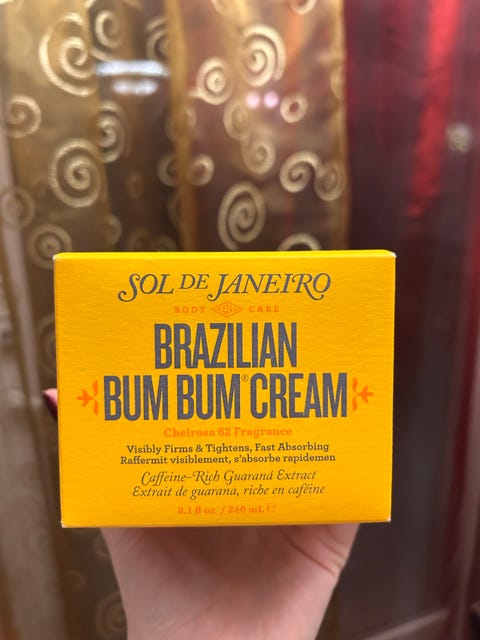 SOL DE JANEIRO
BODY CARE
BRAZILIAN
BUM BUM® CREAM
Cheirosa 62 Fragrance
Visibly Firms & Tightens, Fast Absorbing
Raffermit visiblement, s'absorbe rapidemen
Caffeine-Rich Guaraná Extract
Extrait de guarana, riche en caféine
8.1 fl oz / 240 mL ℮